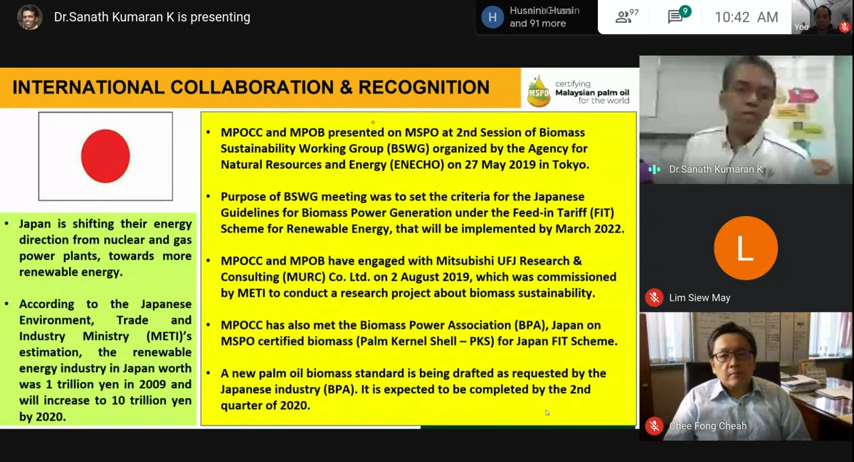 Dr.Sanath Kumaran K is presenting
H
and 91 more
97
9
10:42 AM
You
INTERNATIONAL COLLABORATION & RECOGNITION
MSPO
certifying
Malaysian palm oil
for the world
• Japan is shifting their energy
direction from nuclear and gas
power plants, towards more
renewable energy.
• According to the Japanese
Environment, Trade and
Industry Ministry (METI)'s
estimation, the renewable
energy industry in Japan worth
was 1 trillion yen in 2009 and
will increase to 10 trillion yen
by 2020.
• MPOCC and MPOB presented on MSPO at 2nd Session of Biomass
Sustainability Working Group (BSWG) organized by the Agency for
Natural Resources and Energy (ENECHO) on 27 May 2019 in Tokyo.
• Purpose of BSWG meeting was to set the criteria for the Japanese
Guidelines for Biomass Power Generation under the Feed-in Tariff (FIT)
Scheme for Renewable Energy, that will be implemented by March 2022.
• MPOCC and MPOB have engaged with Mitsubishi UFJ Research &
Consulting (MURC) Co. Ltd. on 2 August 2019, which was commissioned
by METI to conduct a research project about biomass sustainability.
• MPOCC has also met the Biomass Power Association (BPA), Japan on
MSPO certified biomass (Palm Kernel Shell – PKS) for Japan FIT Scheme.
• A new palm oil biomass standard is being drafted as requested by the
Japanese industry (BPA). It is expected to be completed by the 2nd
quarter of 2020.
Dr.Sanath Kumaran K
L
Lim Siew May
Chee Fong Cheah